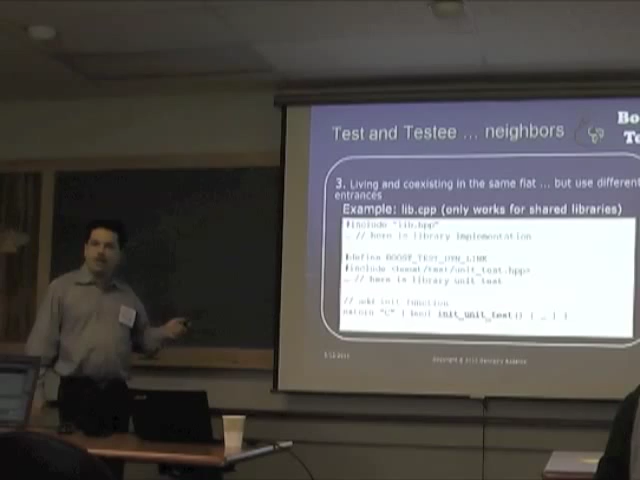 Test and Testee ... neighbors
Bo
To
3. Living and coexisting in the same flat ... but use different
entrances
Example: lib.cpp (only works for shared libraries)
#include "lib.hpp"
... // here is library implementation
#define BOOST_TEST_DYN_LINK
#include <boost/test/unit_test.hpp>
... // here is library unit test
// add init function
extern "C" { bool init_unit_test() { ... } }